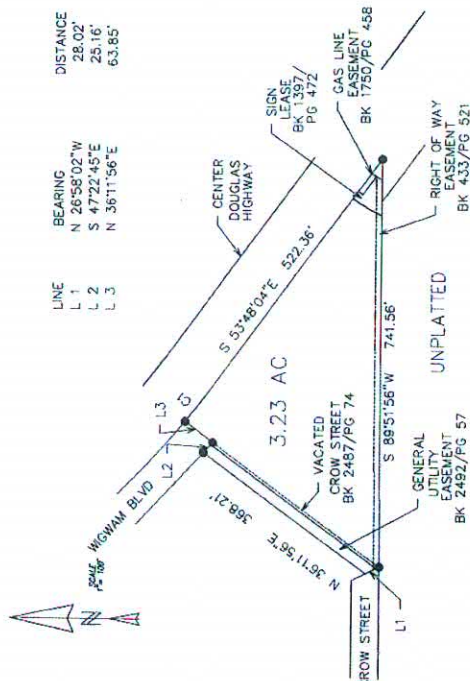 LINE BEARING DISTANCE
L 1 N 26°58'02"W 28.02'
L 2 S 47°22'45"E 25.16'
L 3 N 36°11'56"E 63.85'
N
SCALE
1"= 100'
WIGWAM BLVD
CENTER
DOUGLAS
HIGHWAY
L3
L2
S 53°48'04"E 522.36'
SIGN
LEASE
BK 1397/
PG 472
GAS LINE
EASEMENT
BK 1750/PG 458
3.23 AC
N 36°11'56"E 368.21'
VACATED
CROW STREET
BK 2487/PG 74
CROW STREET
L1
S 89°51'56"W 741.56'
RIGHT OF WAY
EASEMENT
BK 433/PG 521
GENERAL
UTILITY
EASEMENT
BK 2492/PG 57
UNPLATTED